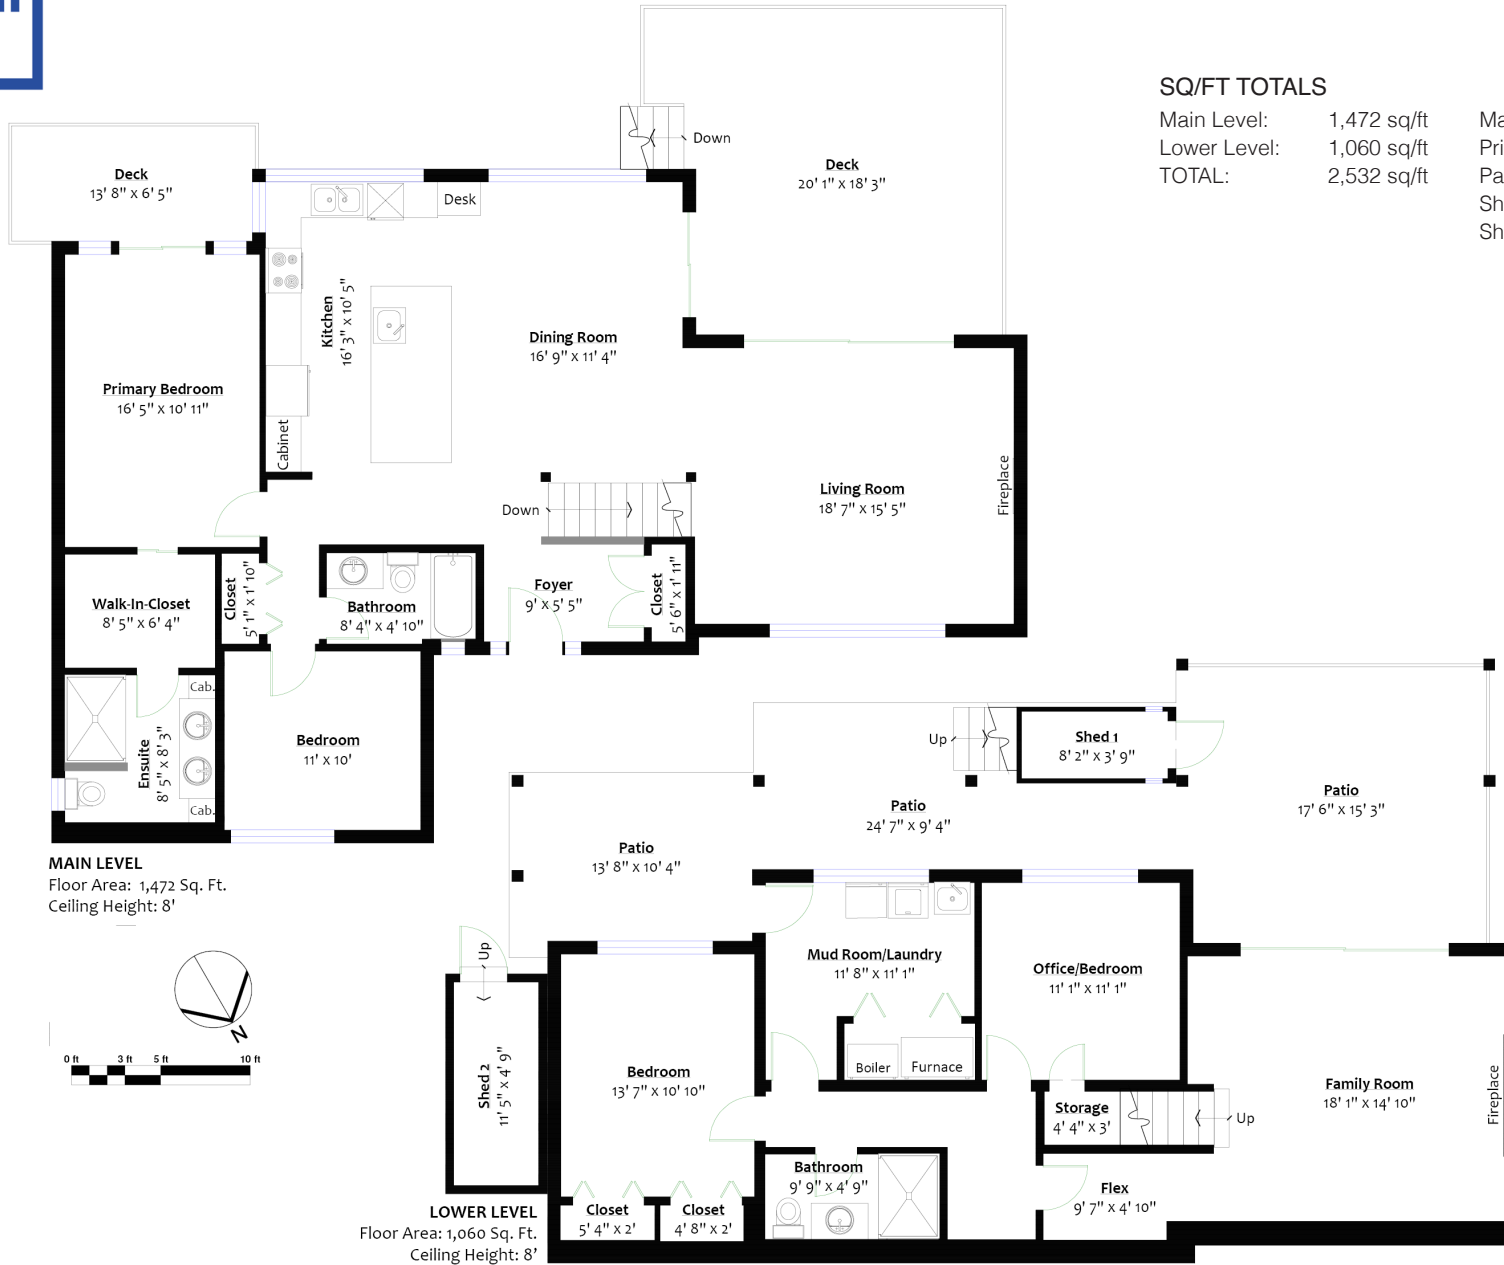 SQ/FT TOTALS
Main Level: 1,472 sq/ft
Lower Level: 1,060 sq/ft
TOTAL: 2,532 sq/ft
Ma
Pri
Pa
Sh
Sh
Down
Deck
20' 1" x 18' 3"
Deck
13' 8" x 6' 5"
Desk
Kitchen
16' 3" x 10' 5"
Dining Room
16' 9" x 11' 4"
Primary Bedroom
16' 5" x 10' 11"
Cabinet
Living Room
18' 7" x 15' 5"
Fireplace
Down
Foyer
9' x 5' 5"
Closet
5' 6" x 1' 11"
Closet
5' 1" x 1' 10"
Bathroom
8' 4" x 4' 10"
Walk-In-Closet
8' 5" x 6' 4"
Cab.
Ensuite
8' 5" x 8' 3"
Cab.
Bedroom
11' x 10'
MAIN LEVEL
Floor Area: 1,472 Sq. Ft.
Ceiling Height: 8'
N
0 ft 3 ft 5 ft 10 ft
Up
Shed 1
8' 2" x 3' 9"
Patio
17' 6" x 15' 3"
Patio
24' 7" x 9' 4"
Patio
13' 8" x 10' 4"
Up
Mud Room/Laundry
11' 8" x 11' 1"
Office/Bedroom
11' 1" x 11' 1"
Shed 2
11' 5" x 4' 9"
Bedroom
13' 7" x 10' 10"
Boiler
Furnace
Family Room
18' 1" x 14' 10"
Fireplace
Storage
4' 4" x 3'
Up
Bathroom
9' 9" x 4' 9"
Flex
9' 7" x 4' 10"
Closet
5' 4" x 2'
Closet
4' 8" x 2'
LOWER LEVEL
Floor Area: 1,060 Sq. Ft.
Ceiling Height: 8'